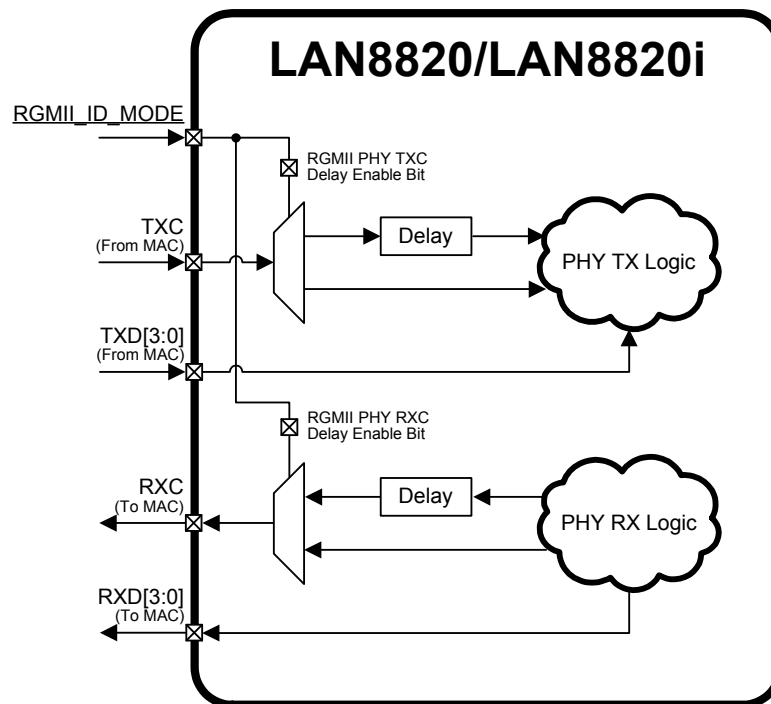 LAN8820/LAN8820i
RGMII_ID_MODE
RGMII PHY TXC
Delay Enable Bit
TXC
(From MAC)
Delay
PHY TX Logic
TXD[3:0]
(From MAC)
RGMII PHY RXC
Delay Enable Bit
RXC
(To MAC)
Delay
PHY RX Logic
RXD[3:0]
(To MAC)